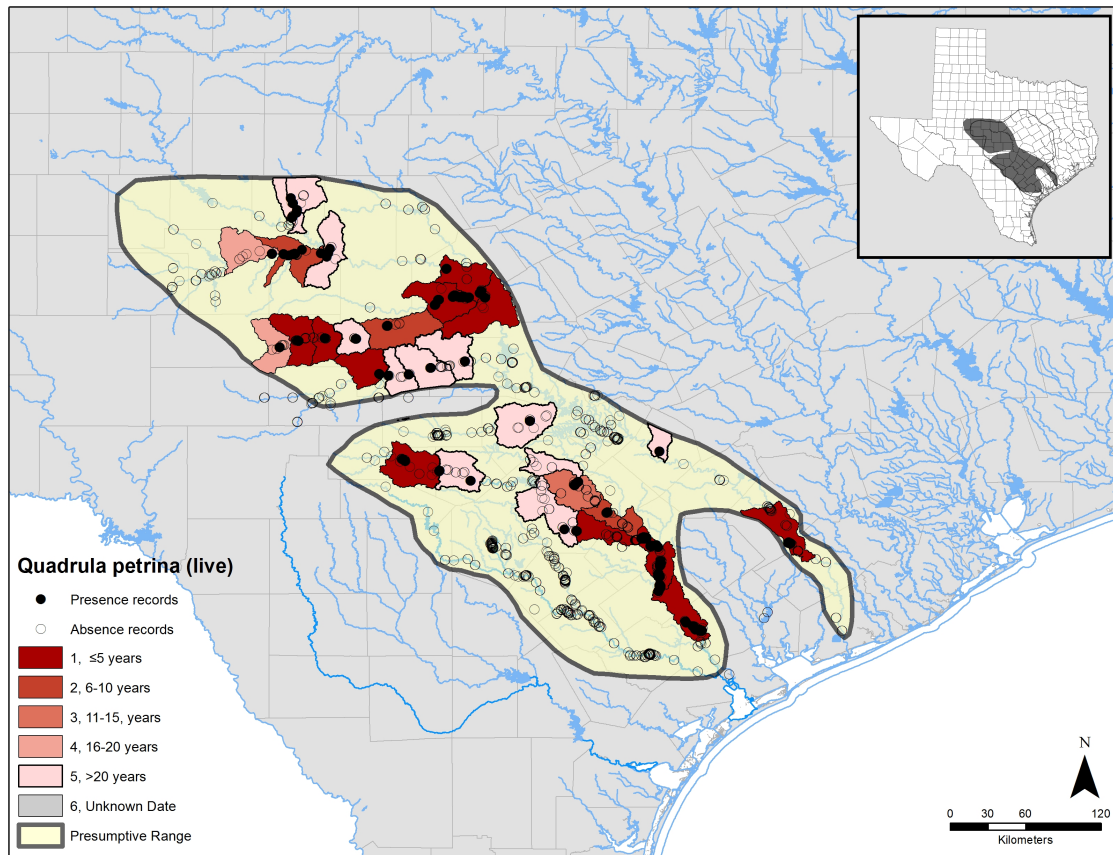 Quadrula petrina (live)
Presence records
Absence records
1, ≤5 years
2, 6-10 years
3, 11-15, years
4, 16-20 years
5, >20 years
6, Unknown Date
Presumptive Range
N
0 30 60 120
Kilometers